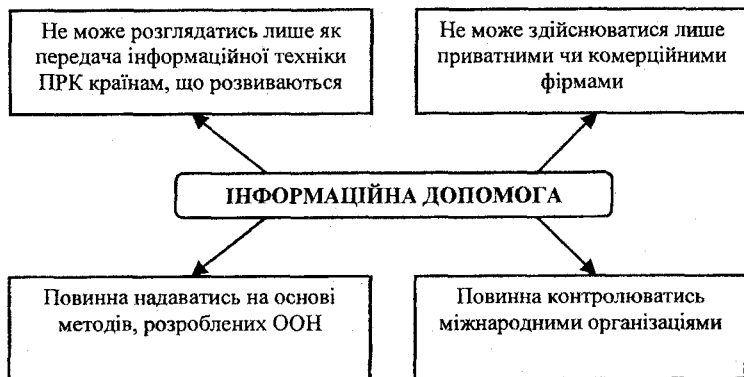 Не може розглядатись лише як
передача інформаційної техніки
ПРК країнам, що розвиваються
Не може здійснюватися лише
приватними чи комерційними
фірмами
ІНФОРМАЦІЙНА ДОПОМОГА
Повинна надаватись на основі
методів, розроблених ООН
Повинна контролюватись
міжнародними організаціями